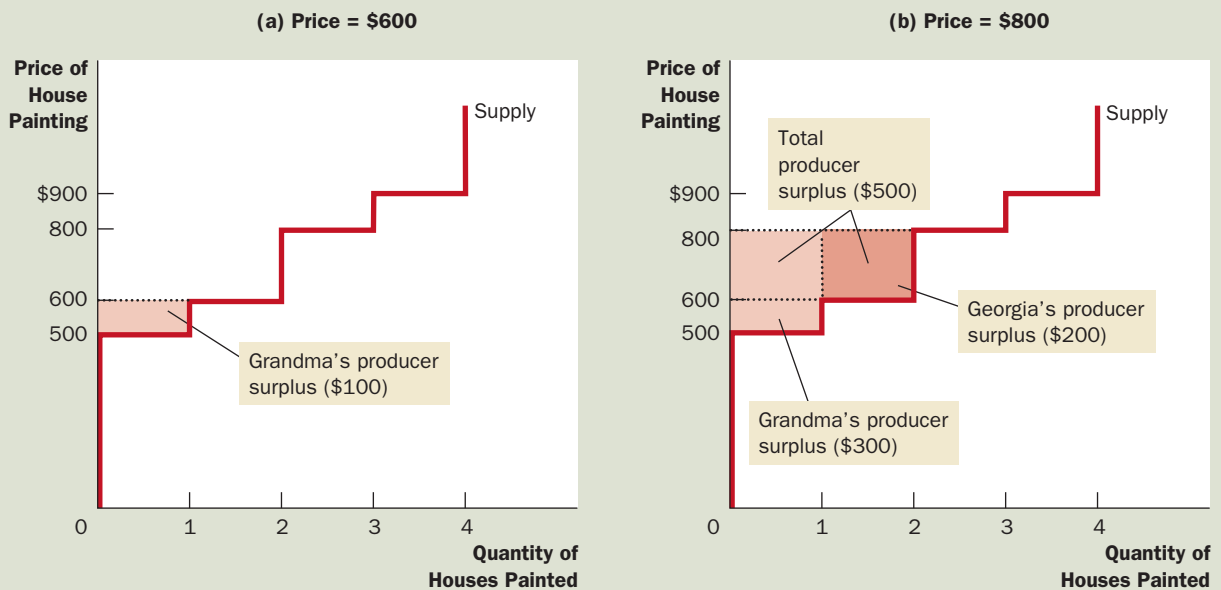 (a) Price = $600
Price of
House
Painting
Supply
$900
800
600
500
Grandma’s producer
surplus ($100)
0
1
2
3
4
Quantity of
Houses Painted
(b) Price = $800
Price of
House
Painting
Supply
Total
producer
surplus ($500)
$900
800
600
500
Georgia’s producer
surplus ($200)
Grandma’s producer
surplus ($300)
0
1
2
3
4
Quantity of
Houses Painted